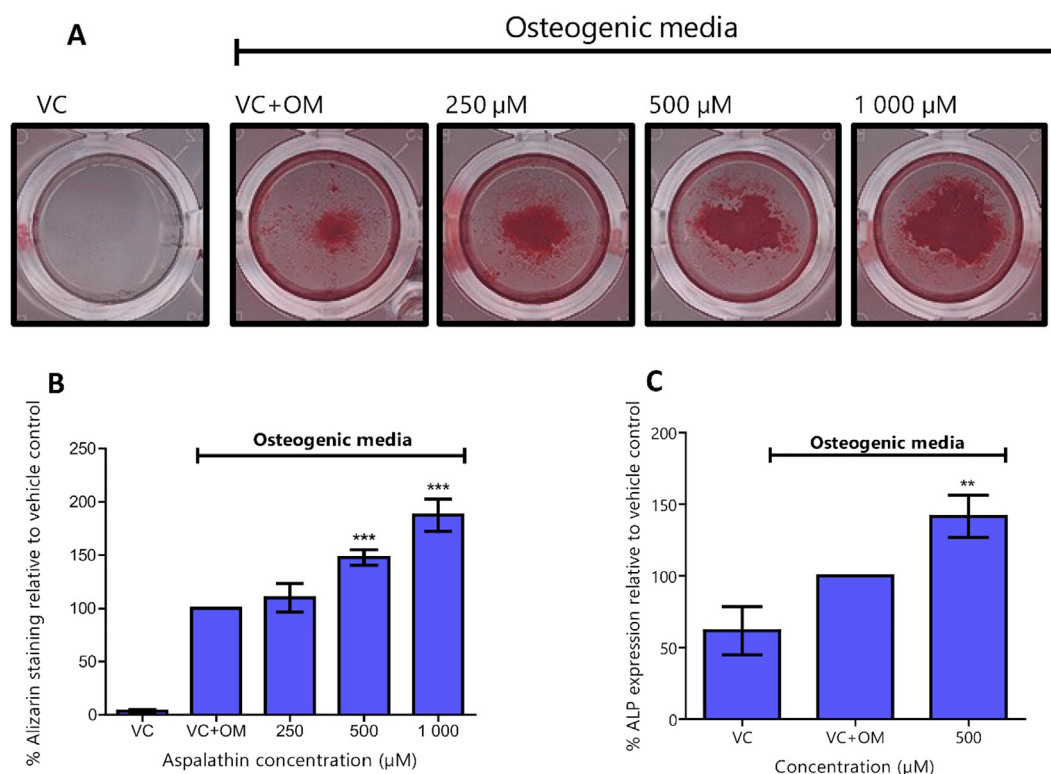 A
Osteogenic media
VC
VC+OM
250 µM
500 µM
1 000 µM
B
% Alizarin staining relative to vehicle control
250
200
150
100
50
0
Osteogenic media
***
***
VC
VC+OM
250
500
1 000
Aspalathin concentration (µM)
C
% ALP expression relative to vehicle control
200
150
100
50
0
Osteogenic media
**
VC
VC+OM
500
Concentration (µM)